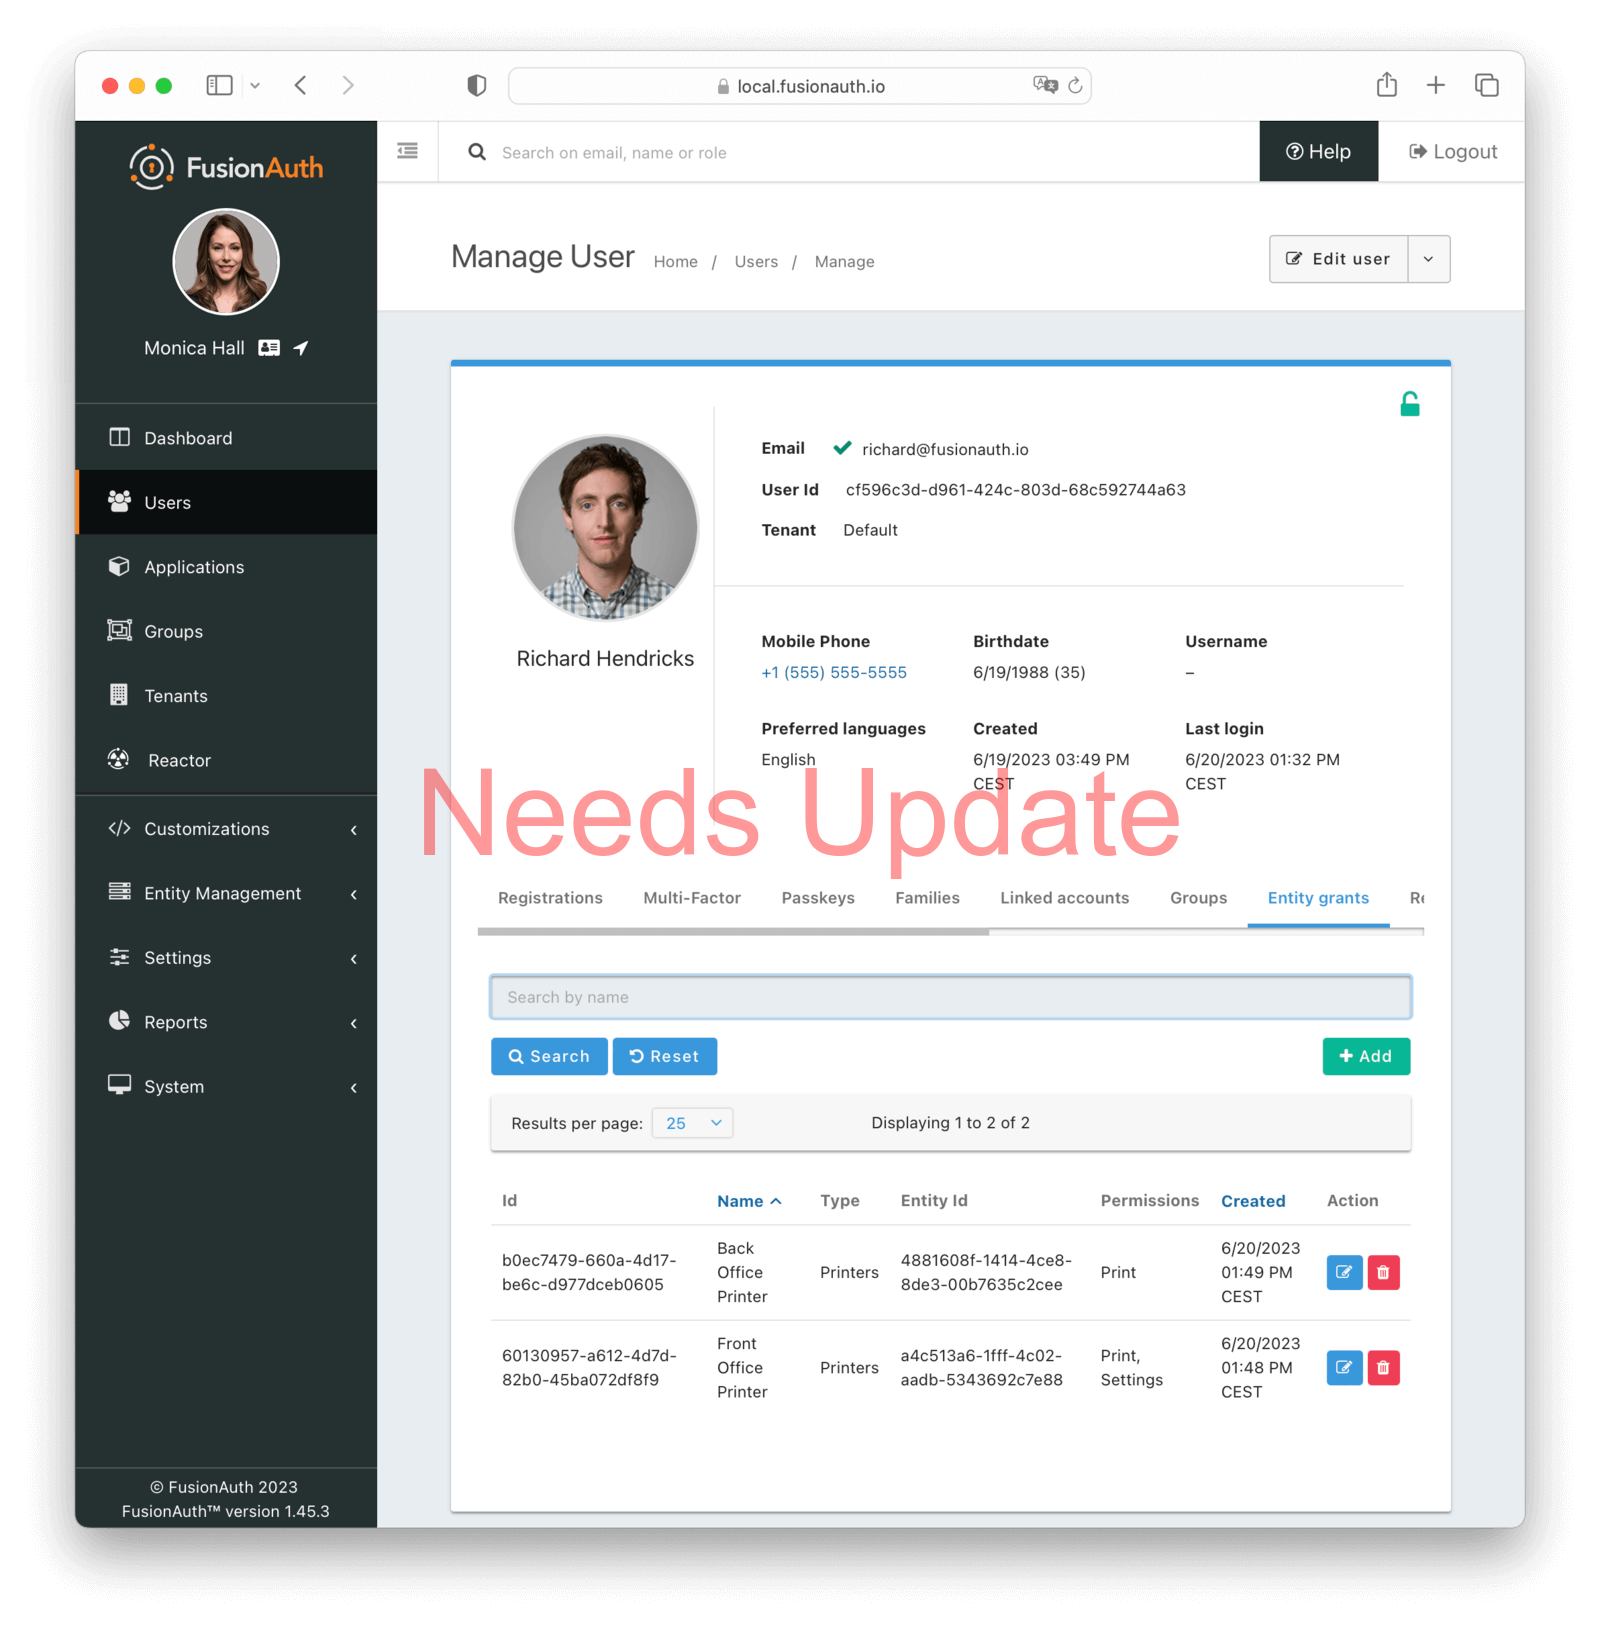 local.fusionauth.io
FusionAuth
Search on email, name or role
Help
Logout
Monica Hall
Manage User Home / Users / Manage
Edit user
Dashboard
Users
Applications
Groups
Tenants
Reactor
Customizations
Entity Management
Settings
Reports
System
© FusionAuth 2023
FusionAuth™ version 1.45.3
Richard Hendricks
Email richard@fusionauth.io
User Id cf596c3d-d961-424c-803d-68c592744a63
Tenant Default
Mobile Phone Birthdate Username
+1 (555) 555-5555 6/19/1988 (35) –
Preferred languages Created Last login
English 6/19/2023 03:49 PM 6/20/2023 01:32 PM
CEST CEST
Needs Update
Registrations Multi-Factor Passkeys Families Linked accounts Groups Entity grants Re
Search by name
Search Reset Add
Results per page: 25 Displaying 1 to 2 of 2
Id Name Type Entity Id Permissions Created Action
b0ec7479-660a-4d17-
be6c-d977dceb0605
Back
Office
Printer
Printers
4881608f-1414-4ce8-
8de3-00b7635c2cee
Print
6/20/2023
01:49 PM
CEST
60130957-a612-4d7d-
82b0-45ba072df8f9
Front
Office
Printer
Printers
a4c513a6-1fff-4c02-
aadb-5343692c7e88
Print,
Settings
6/20/2023
01:48 PM
CEST